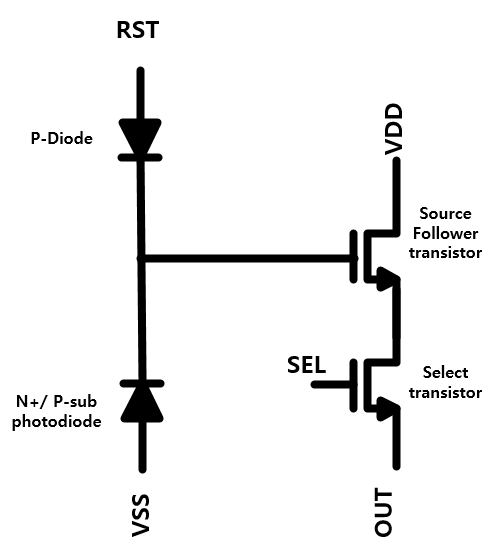 RST
P-Diode
VDD
Source
Follower
transistor
SEL
Select
transistor
N+/ P-sub
photodiode
VSS
OUT